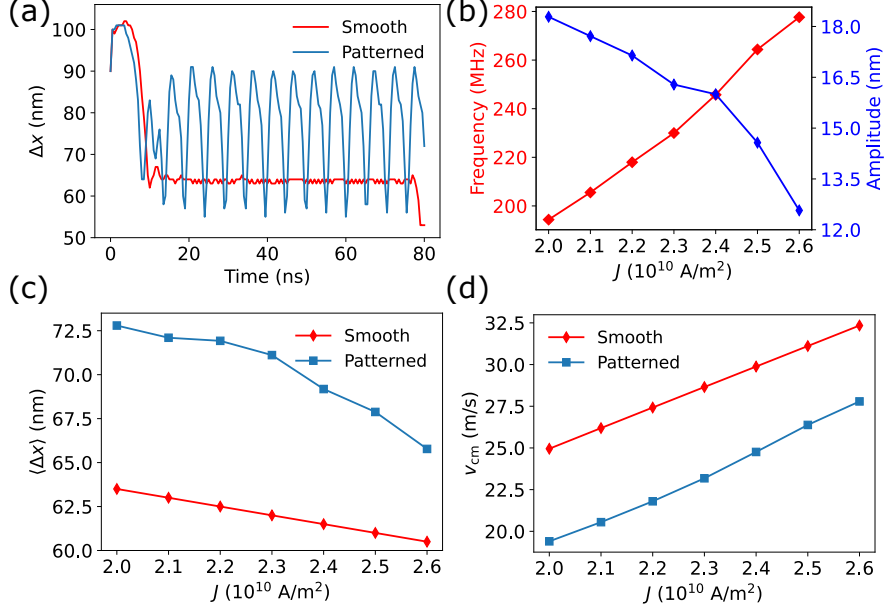 (a)
100
90
80
70
60
50
Δx (nm)
Smooth
Patterned
0
20
40
60
80
Time (ns)
(b)
280
260
240
220
200
Frequency (MHz)
18.0
16.5
15.0
13.5
12.0
Amplitude (nm)
2.0 2.1 2.2 2.3 2.4 2.5 2.6
J (10¹⁰ A/m²)
(c)
72.5
70.0
67.5
65.0
62.5
60.0
⟨Δx⟩ (nm)
Smooth
Patterned
2.0 2.1 2.2 2.3 2.4 2.5 2.6
J (10¹⁰ A/m²)
(d)
32.5
30.0
27.5
25.0
22.5
20.0
v_cm (m/s)
Smooth
Patterned
2.0 2.1 2.2 2.3 2.4 2.5 2.6
J (10¹⁰ A/m²)